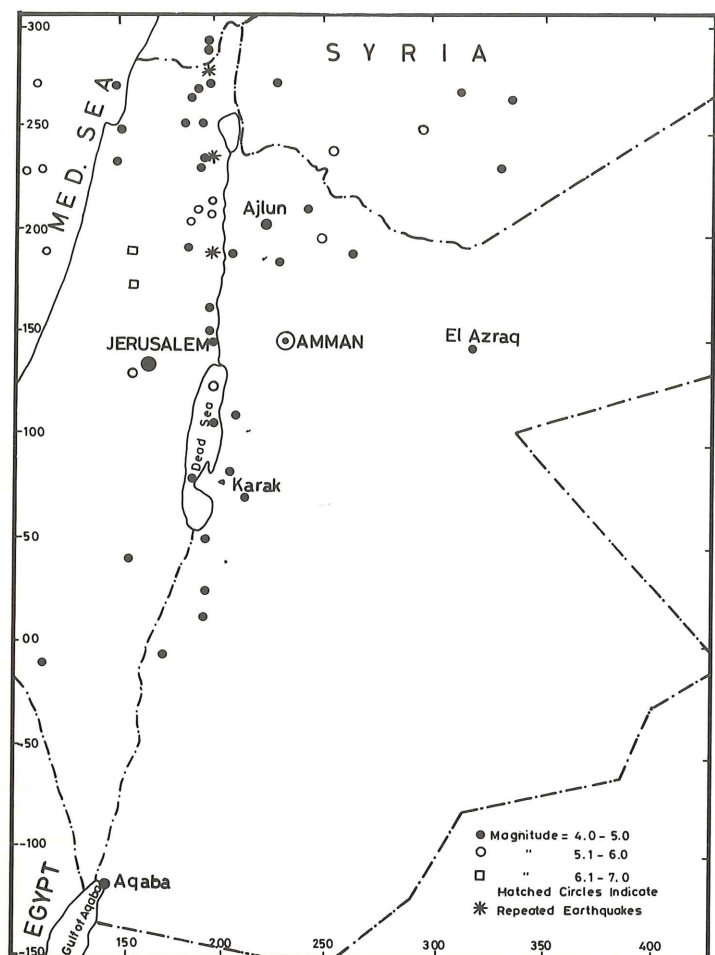 300
SYRIA
MED. SEA
250
Ajlun
200
150
JERUSALEM
AMMAN
El Azraq
100
Dead Sea
Karak
50
00
-50
Magnitude = 4.0 - 5.0
" 5.1 - 6.0
" 6.1 - 7.0
Hatched Circles Indicate
Repeated Earthquakes
-100
EGYPT
Aqaba
Gulf of Aqaba
-150
150
200
250
300
350
400